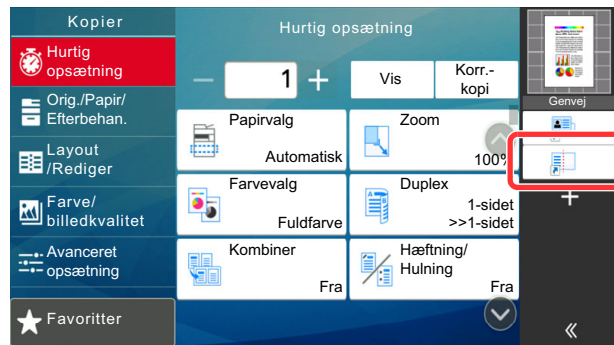 Kopier
Hurtig opsætning
Hurtig
opsætning
Orig./Papir/
Efterbehan.
Layout
/Rediger
Farve/
billedkvalitet
Avanceret
opsætning
Favoritter
1
Vis
Korr.-
kopi
Papirvalg
Automatisk
Zoom
100%
Farvevalg
Fuldfarve
Duplex
1-sidet
>>1-sidet
Kombiner
Fra
Hæftning/
Hulning
Fra
Genvej